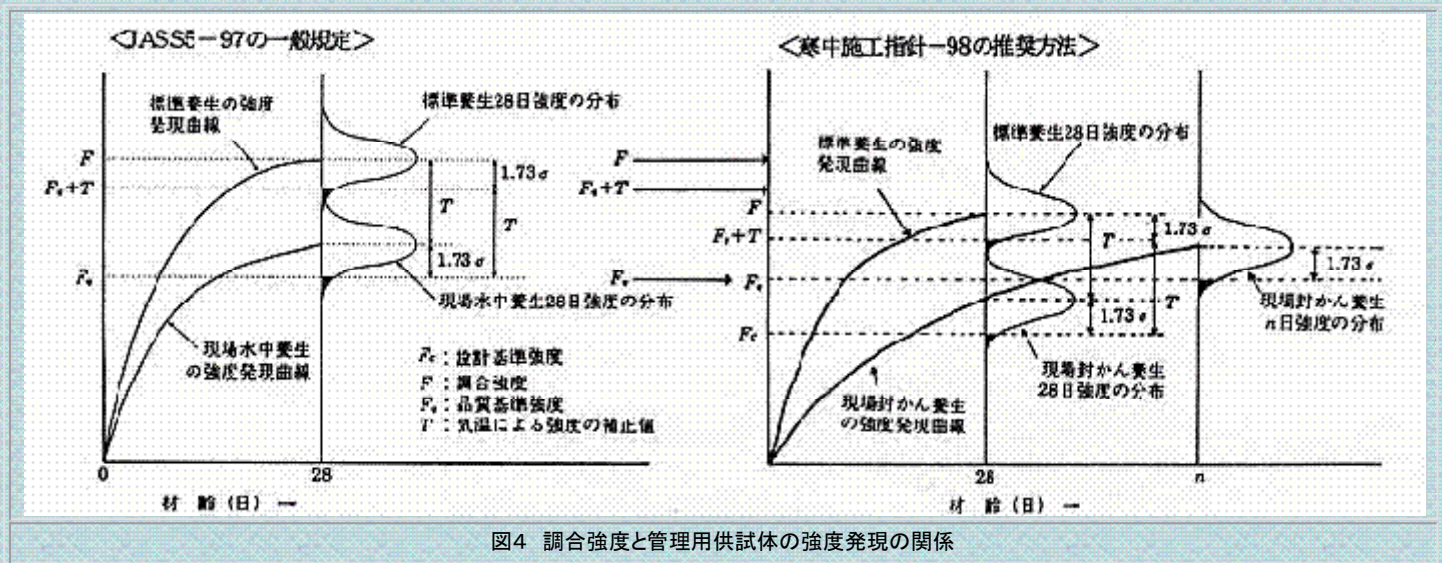 <JASS5-97の一般規定>
標準養生の強度
発現曲線
標準養生28日強度の分布
F
Fq+T
Fq
1.73σ
T
T
1.73σ
現場水中養生28日強度の分布
現場水中養生
の強度発現曲線
Fc:設計基準強度
F:調合強度
Fq:品質基準強度
T:気温による強度の補正値
0
28
材 齢(日) →
<寒中施工指針-98の推奨方法>
標準養生の強度
発現曲線
標準養生28日強度の分布
F
Fq+T
F
Fq+T
Fq
Fq
Fc
T
1.73σ
T
1.73σ
1.73σ
現場封かん養生
n日強度の分布
現場封かん養生
28日強度の分布
現場封かん養生
の強度発現曲線
28
n
材 齢(日) →
図4 調合強度と管理用供試体の強度発現の関係